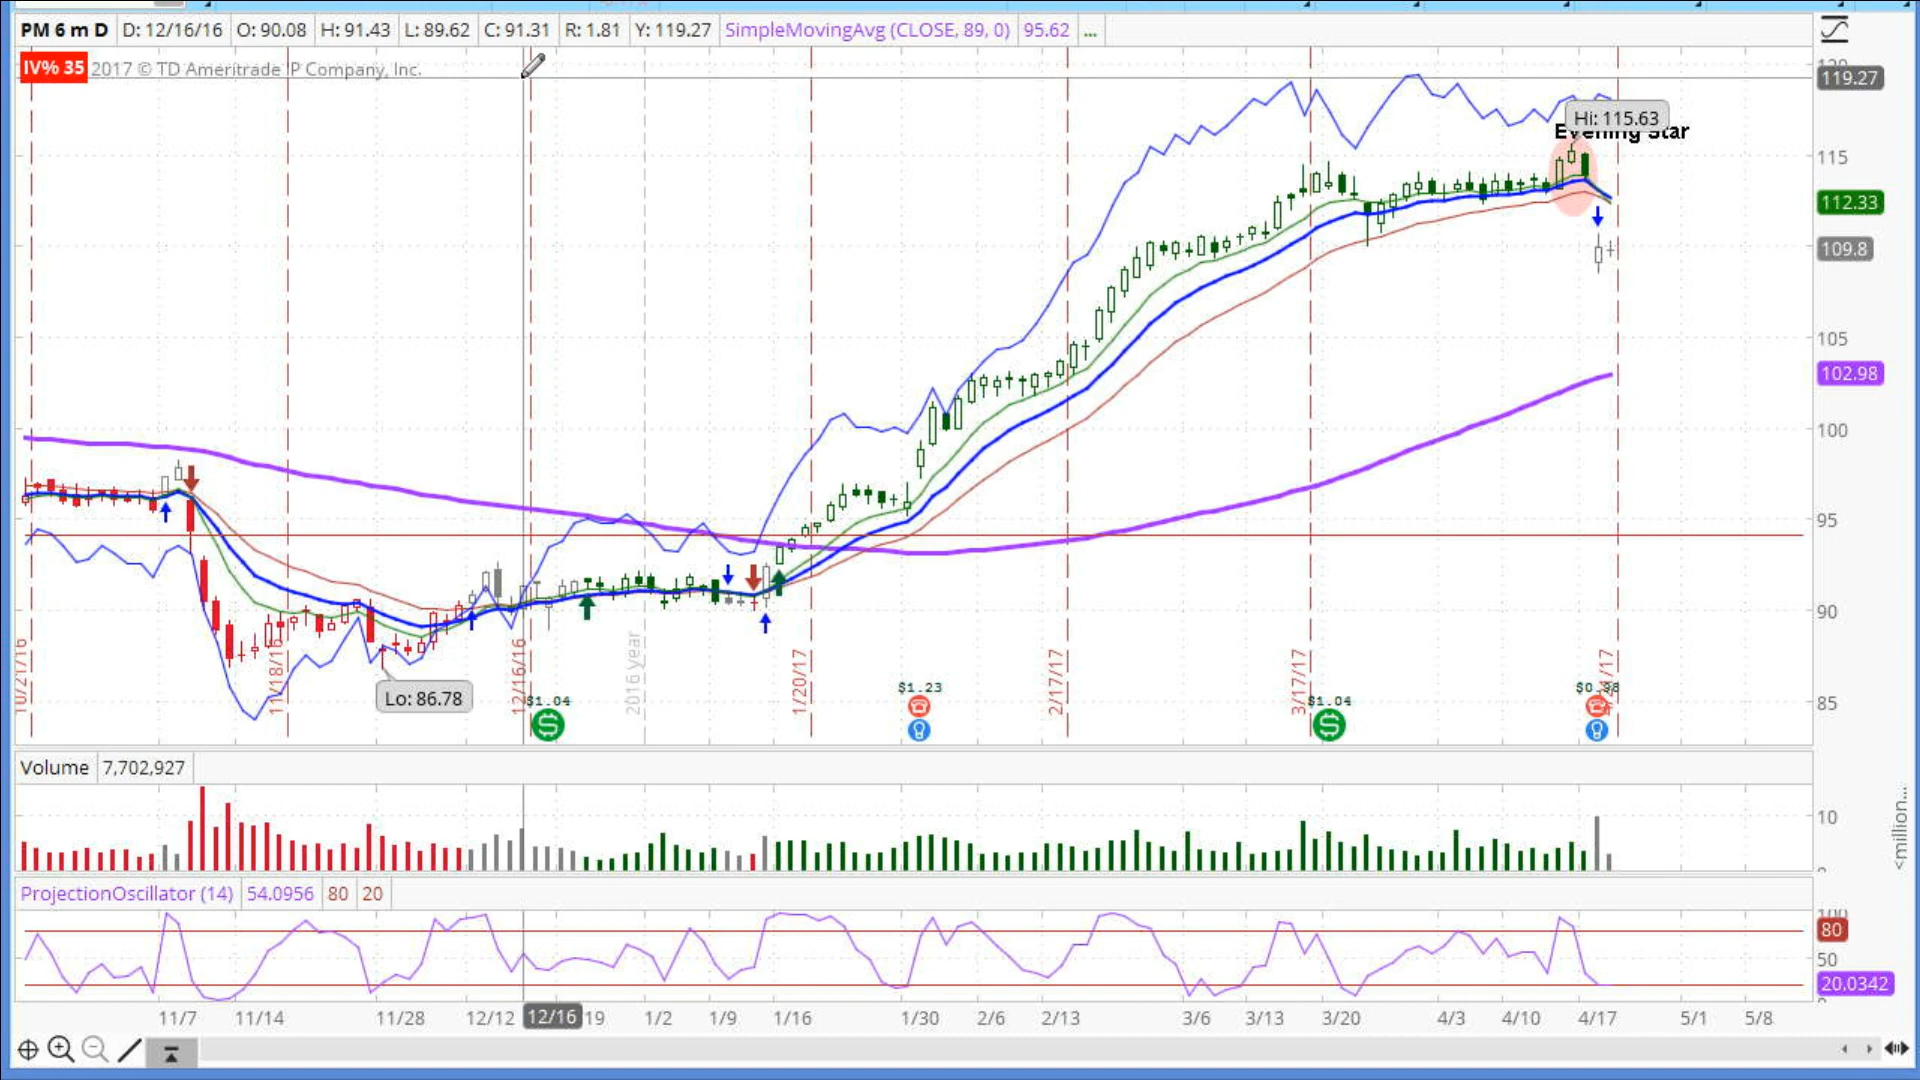 PM 6 m D D: 12/16/16 O: 90.08 H: 91.43 L: 89.62 C: 91.31 R: 1.81 Y: 119.27 SimpleMovingAvg (CLOSE, 89, 0) 95.62 ...
IV% 35 2017 © TD Ameritrade IP Company, Inc.
120
119.27
Hi: 115.63
Evening Star
115
112.33
109.8
105
102.98
100
95
90
Lo: 86.78
85
10/21/16
11/18/16
12/16/16
2016 year
1/20/17
2/17/17
3/17/17
$1.04
$1.23
$1.04
$0.98
Volume 7,702,927
10
<million...
ProjectionOscillator (14) 54.0956 80 20
100
80
50
20.0342
11/7 11/14 11/28 12/12 12/16 19 1/2 1/9 1/16 1/30 2/6 2/13 3/6 3/13 3/20 4/3 4/10 4/17 5/1 5/8